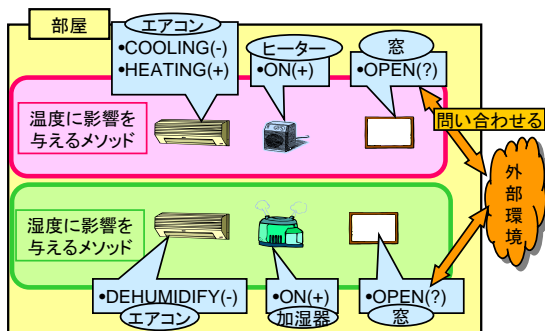 部屋
エアコン
•COOLING(-)
•HEATING(+)
ヒーター
•ON(+)
窓
•OPEN(?)
温度に影響を
与えるメソッド
問い合わせる
外部環境
湿度に影響を
与えるメソッド
•DEHUMIDIFY(-)
エアコン
•ON(+)
加湿器
•OPEN(?)
窓